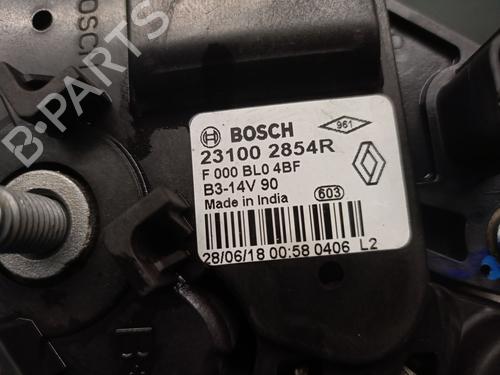 B-PARTS
BOSCH
BOSCH
961
23100 2854R
F 000 BL0 4BF
B3-14V 90
Made in India
603
28/06/18 00:58 0406 L2
B+